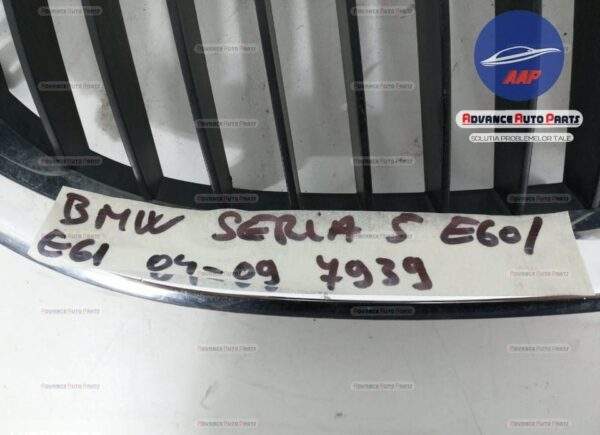 AAP
ADVANCE AUTO PARTS
SOLUTIA PROBLEMELOR TALE
BMW SERIA 5 E60/
E61 04-09 7939